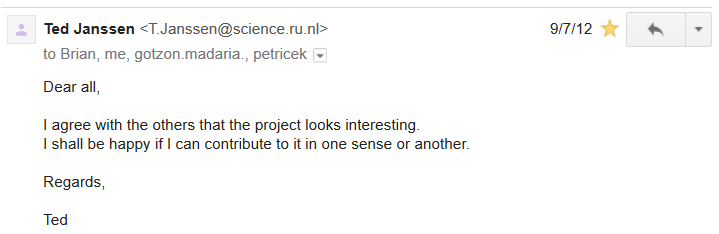 Ted Janssen <T.Janssen@science.ru.nl> 9/7/12
to Brian, me, gotzon.madaria., petricek
Dear all,
I agree with the others that the project looks interesting.
I shall be happy if I can contribute to it in one sense or another.
Regards,
Ted